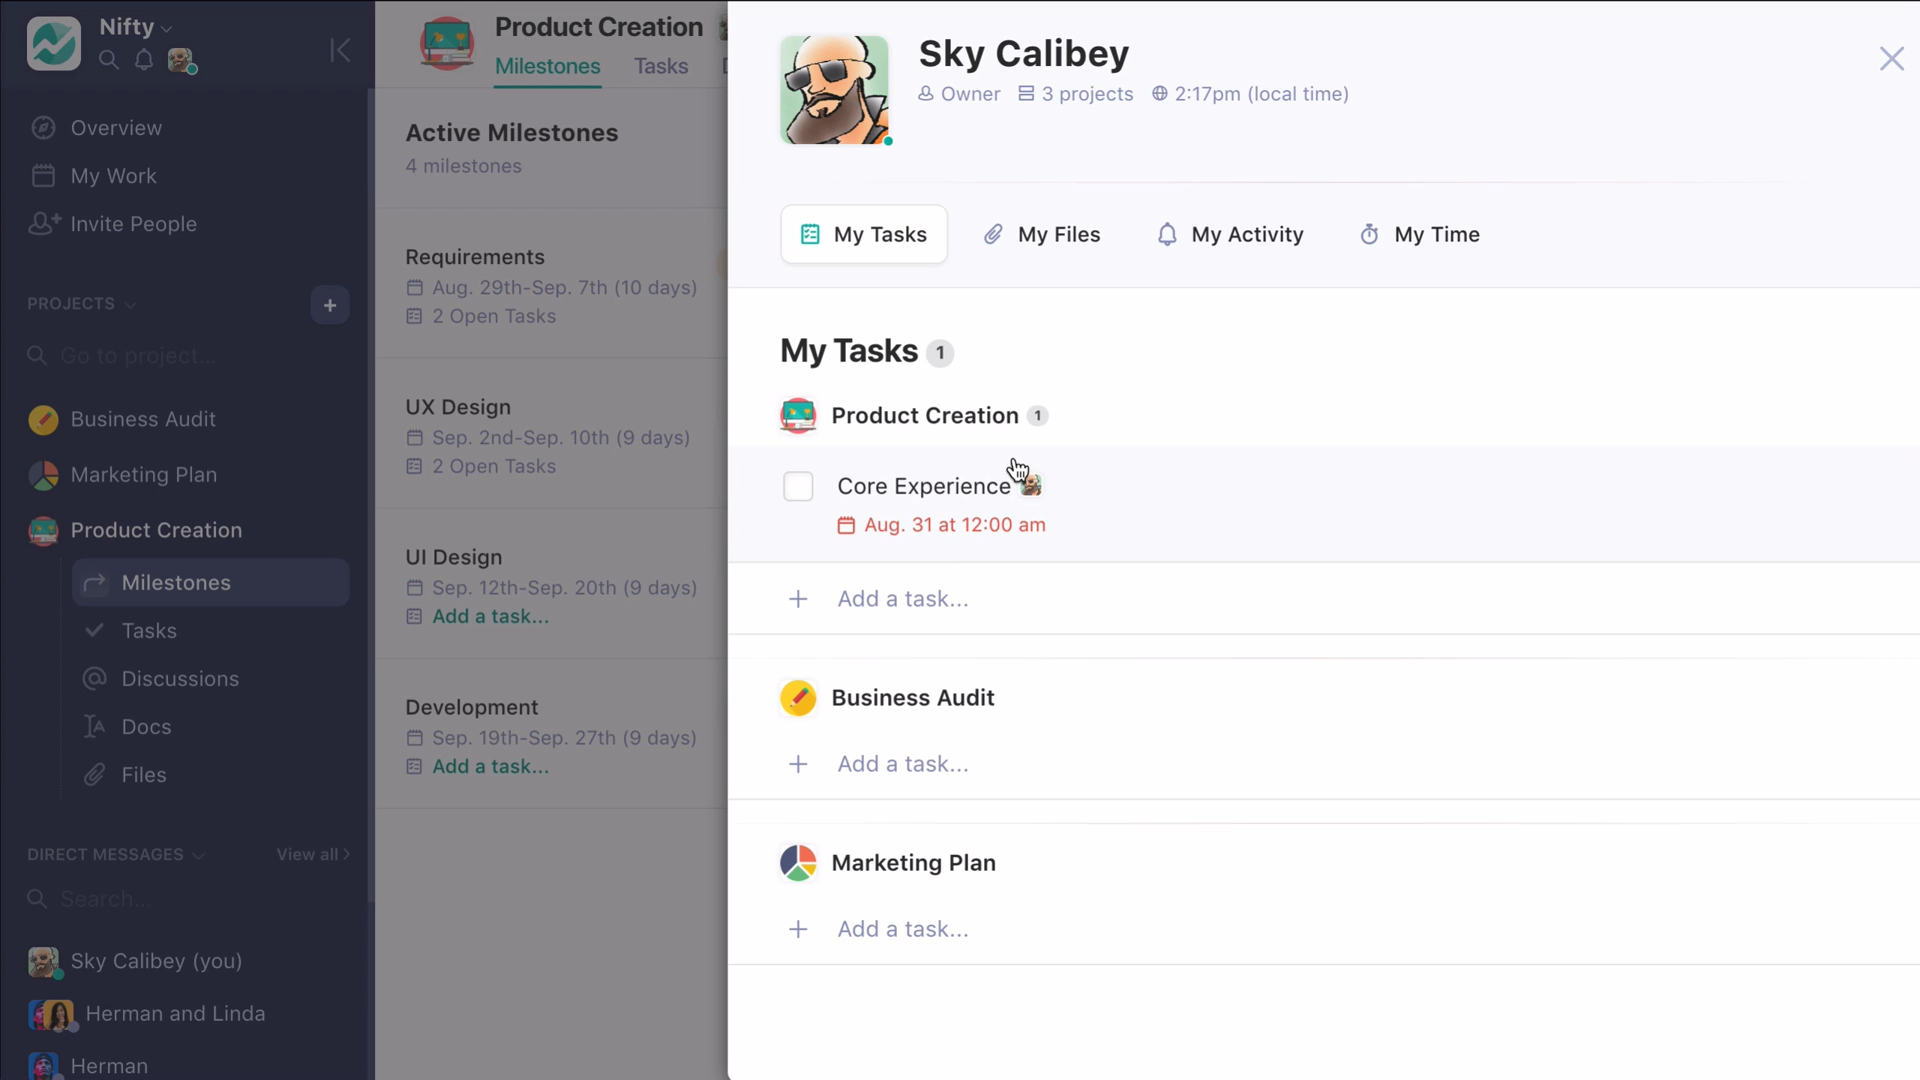 Nifty
Overview
My Work
Invite People
PROJECTS
Go to project...
Business Audit
Marketing Plan
Product Creation
Milestones
Tasks
Discussions
Docs
Files
DIRECT MESSAGES
View all
Search...
Sky Calibey (you)
Herman and Linda
Herman
Product Creation
Milestones
Tasks
Active Milestones
4 milestones
Requirements
Aug. 29th-Sep. 7th (10 days)
2 Open Tasks
UX Design
Sep. 2nd-Sep. 10th (9 days)
2 Open Tasks
UI Design
Sep. 12th-Sep. 20th (9 days)
Add a task...
Development
Sep. 19th-Sep. 27th (9 days)
Add a task...
Sky Calibey
Owner 3 projects 2:17pm (local time)
My Tasks My Files My Activity My Time
My Tasks 1
Product Creation 1
Core Experience
Aug. 31 at 12:00 am
Add a task...
Business Audit
Add a task...
Marketing Plan
Add a task...